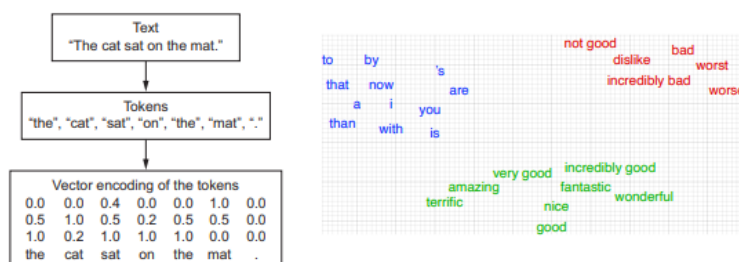 Text
“The cat sat on the mat.”
Tokens
“the”, “cat”, “sat”, “on”, “the”, “mat”, “.”
Vector encoding of the tokens
0.0 0.0 0.4 0.0 0.0 1.0 0.0
0.5 1.0 0.5 0.2 0.5 0.5 0.0
1.0 0.2 1.0 1.0 1.0 0.0 0.0
the cat sat on the mat .
to by 's
that now are
a i you
than with is
not good bad
dislike worst
incredibly bad worse
very good incredibly good
amazing fantastic wonderful
terrific nice
good